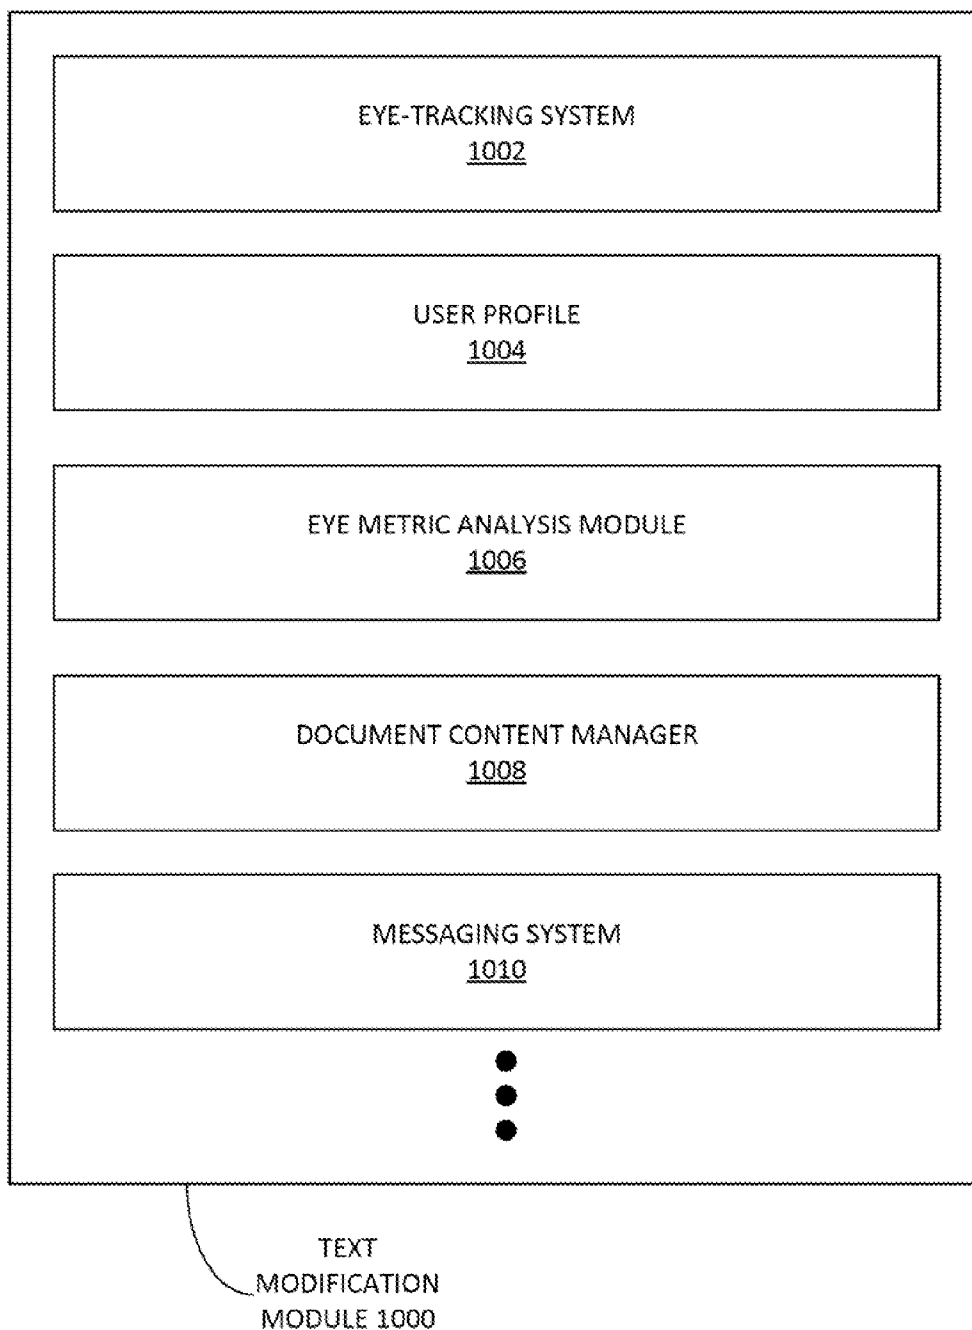 EYE-TRACKING SYSTEM
1002
USER PROFILE
1004
EYE METRIC ANALYSIS MODULE
1006
DOCUMENT CONTENT MANAGER
1008
MESSAGING SYSTEM
1010
TEXT
MODIFICATION
MODULE 1000